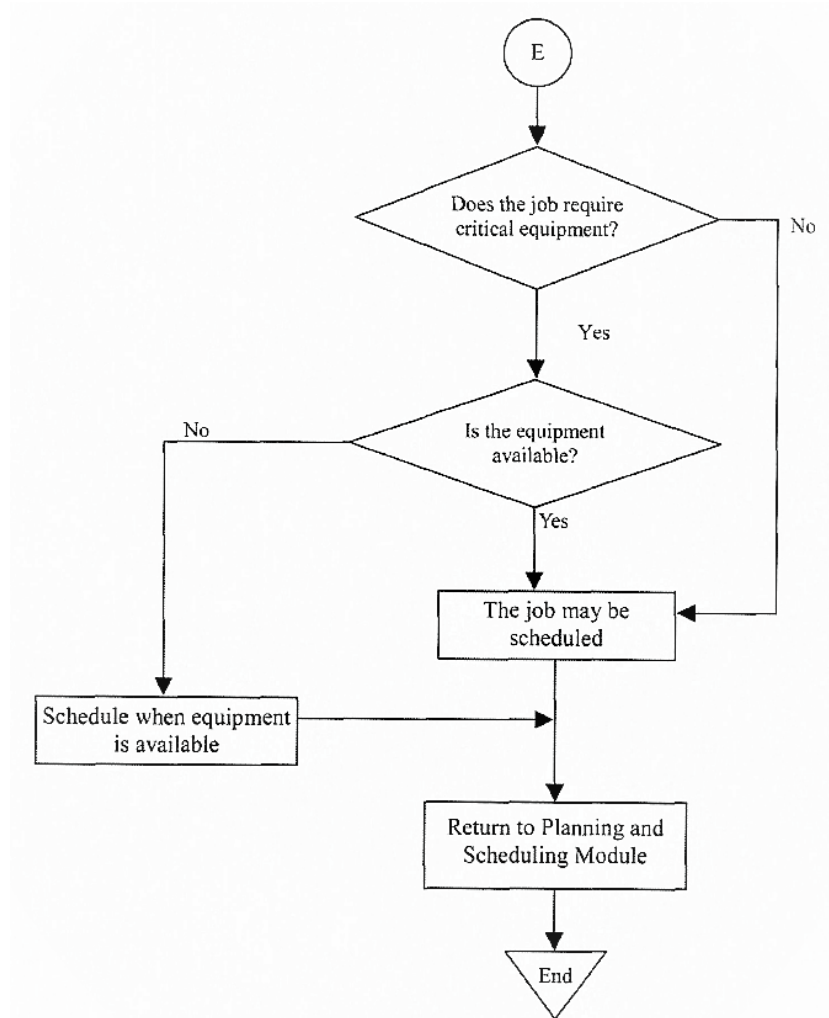 E
Does the job require
critical equipment?
No
Yes
Is the equipment
available?
No
Yes
The job may be
scheduled
Schedule when equipment
is available
Return to Planning and
Scheduling Module
End